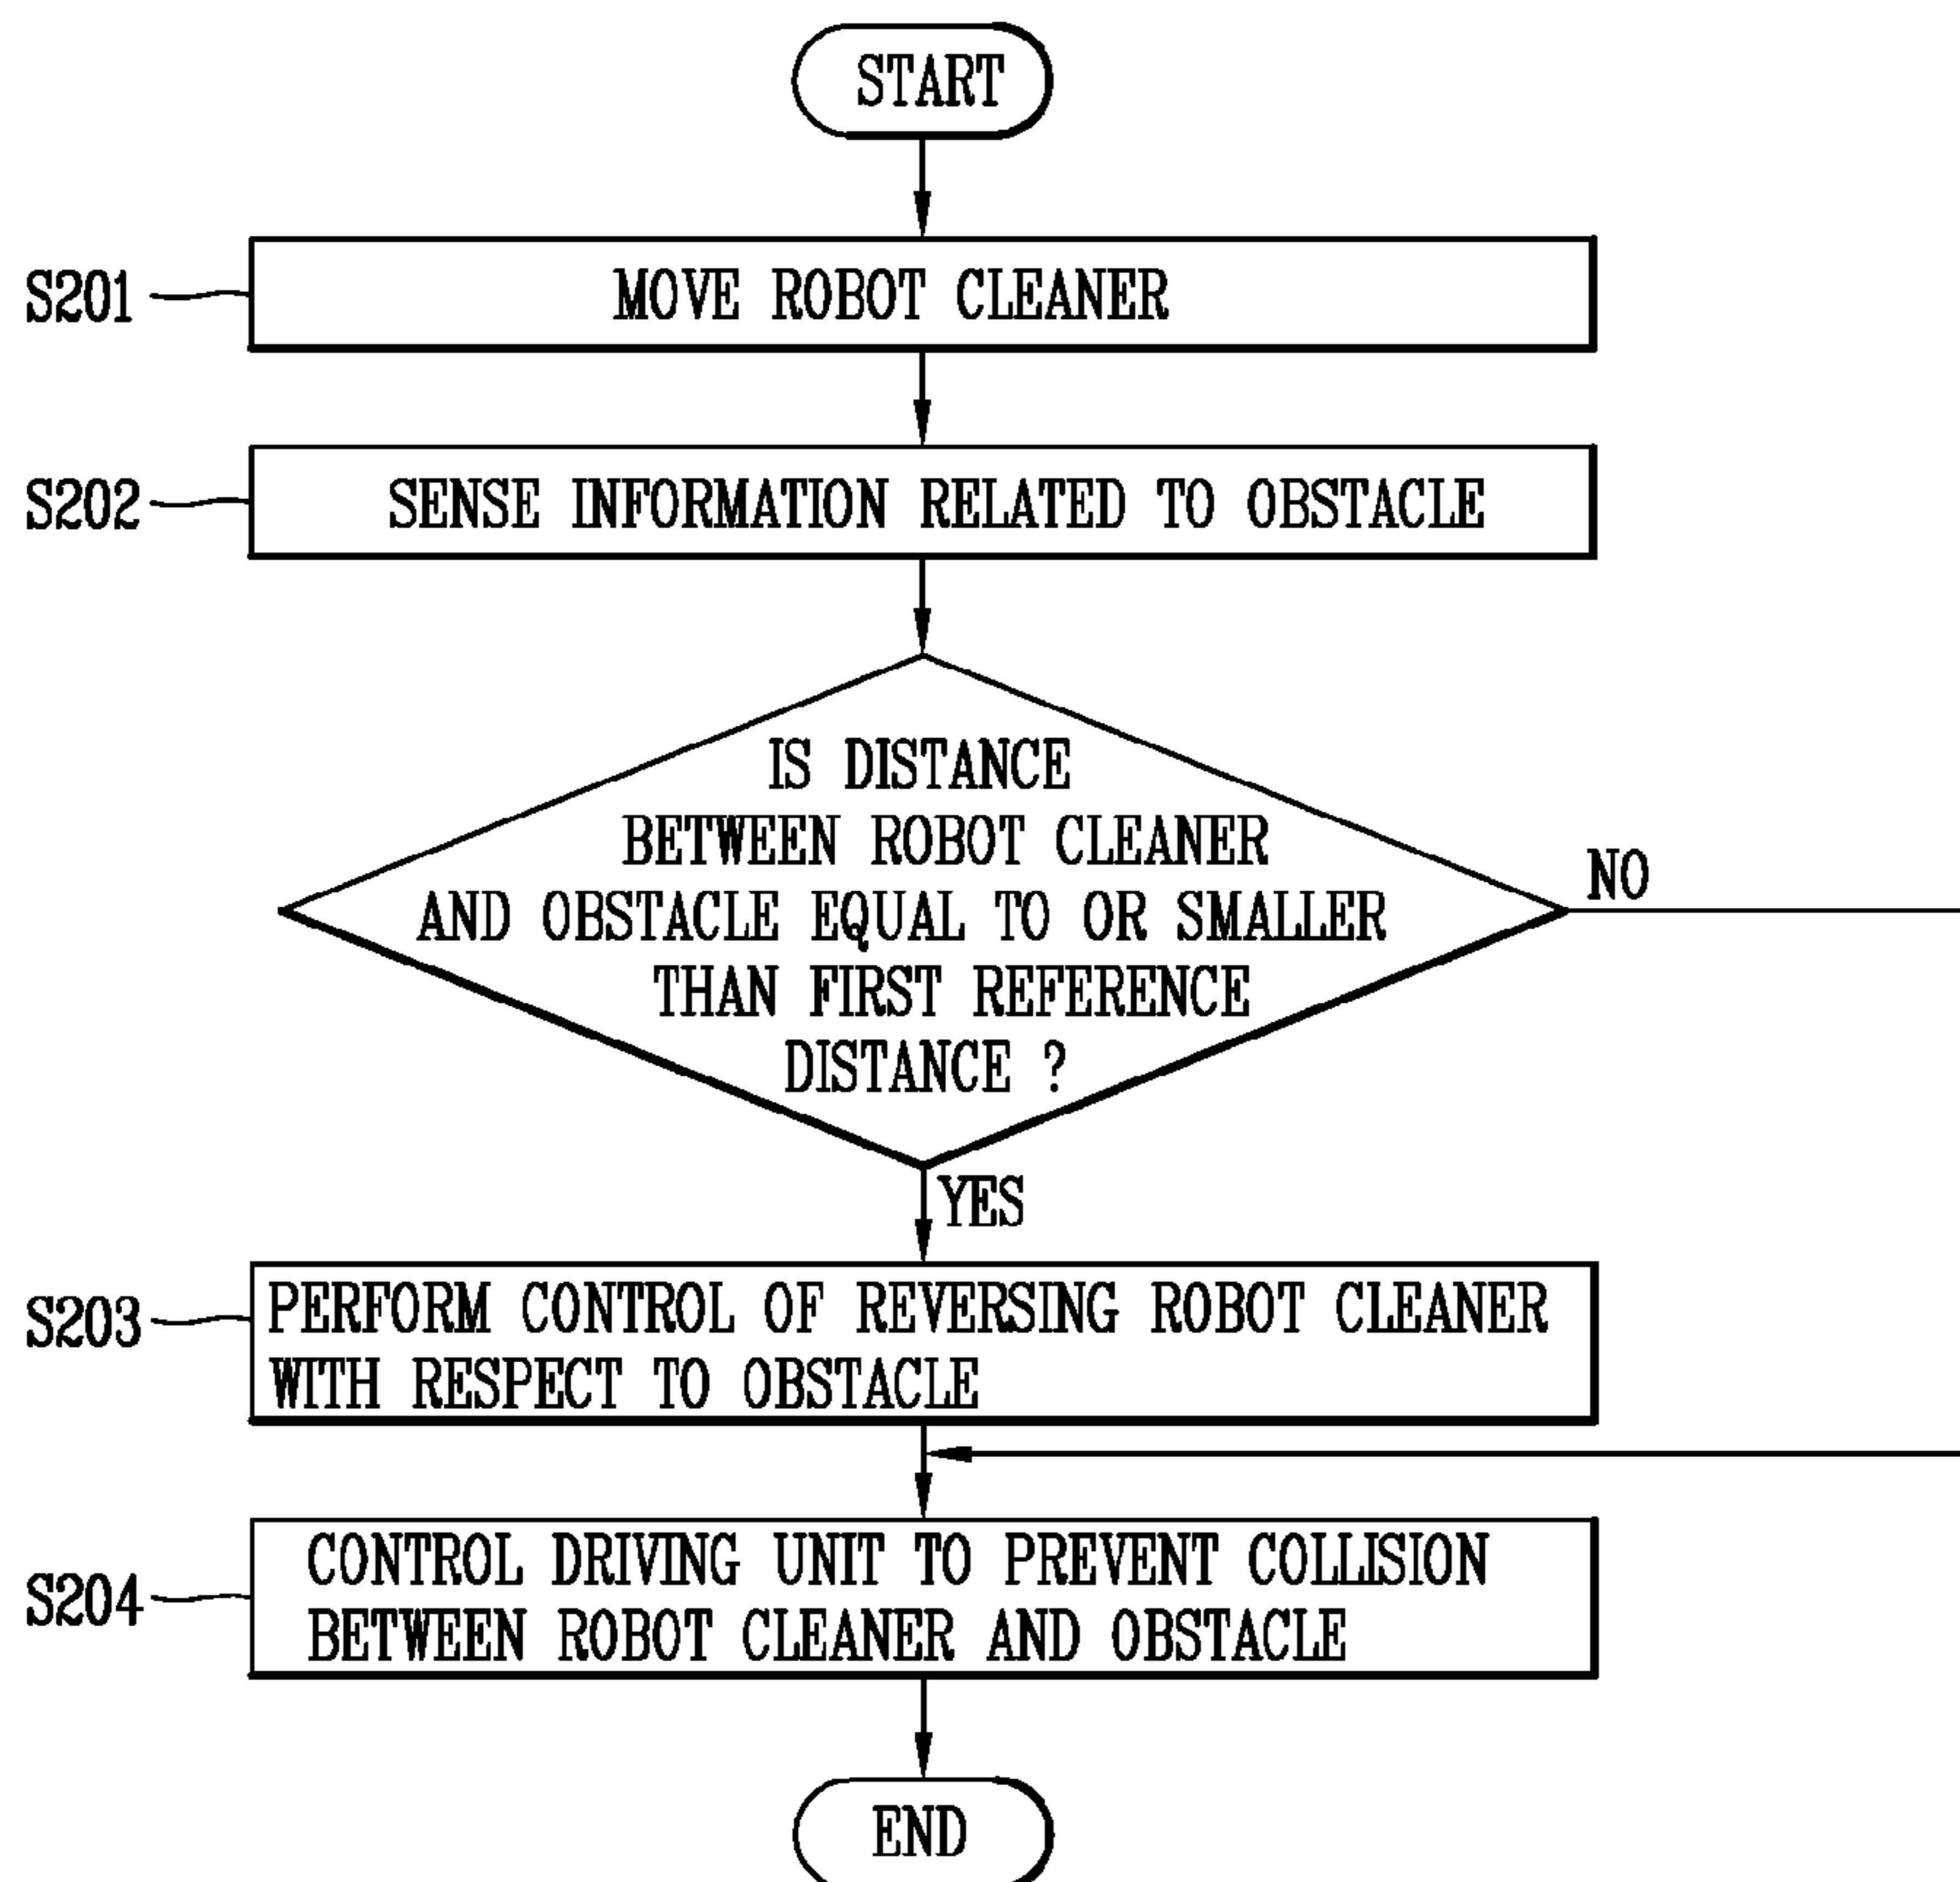 START
S201
MOVE ROBOT CLEANER
S202
SENSE INFORMATION RELATED TO OBSTACLE
IS DISTANCE
BETWEEN ROBOT CLEANER
AND OBSTACLE EQUAL TO OR SMALLER
THAN FIRST REFERENCE
DISTANCE ?
NO
YES
S203
PERFORM CONTROL OF REVERSING ROBOT CLEANER
WITH RESPECT TO OBSTACLE
S204
CONTROL DRIVING UNIT TO PREVENT COLLISION
BETWEEN ROBOT CLEANER AND OBSTACLE
END